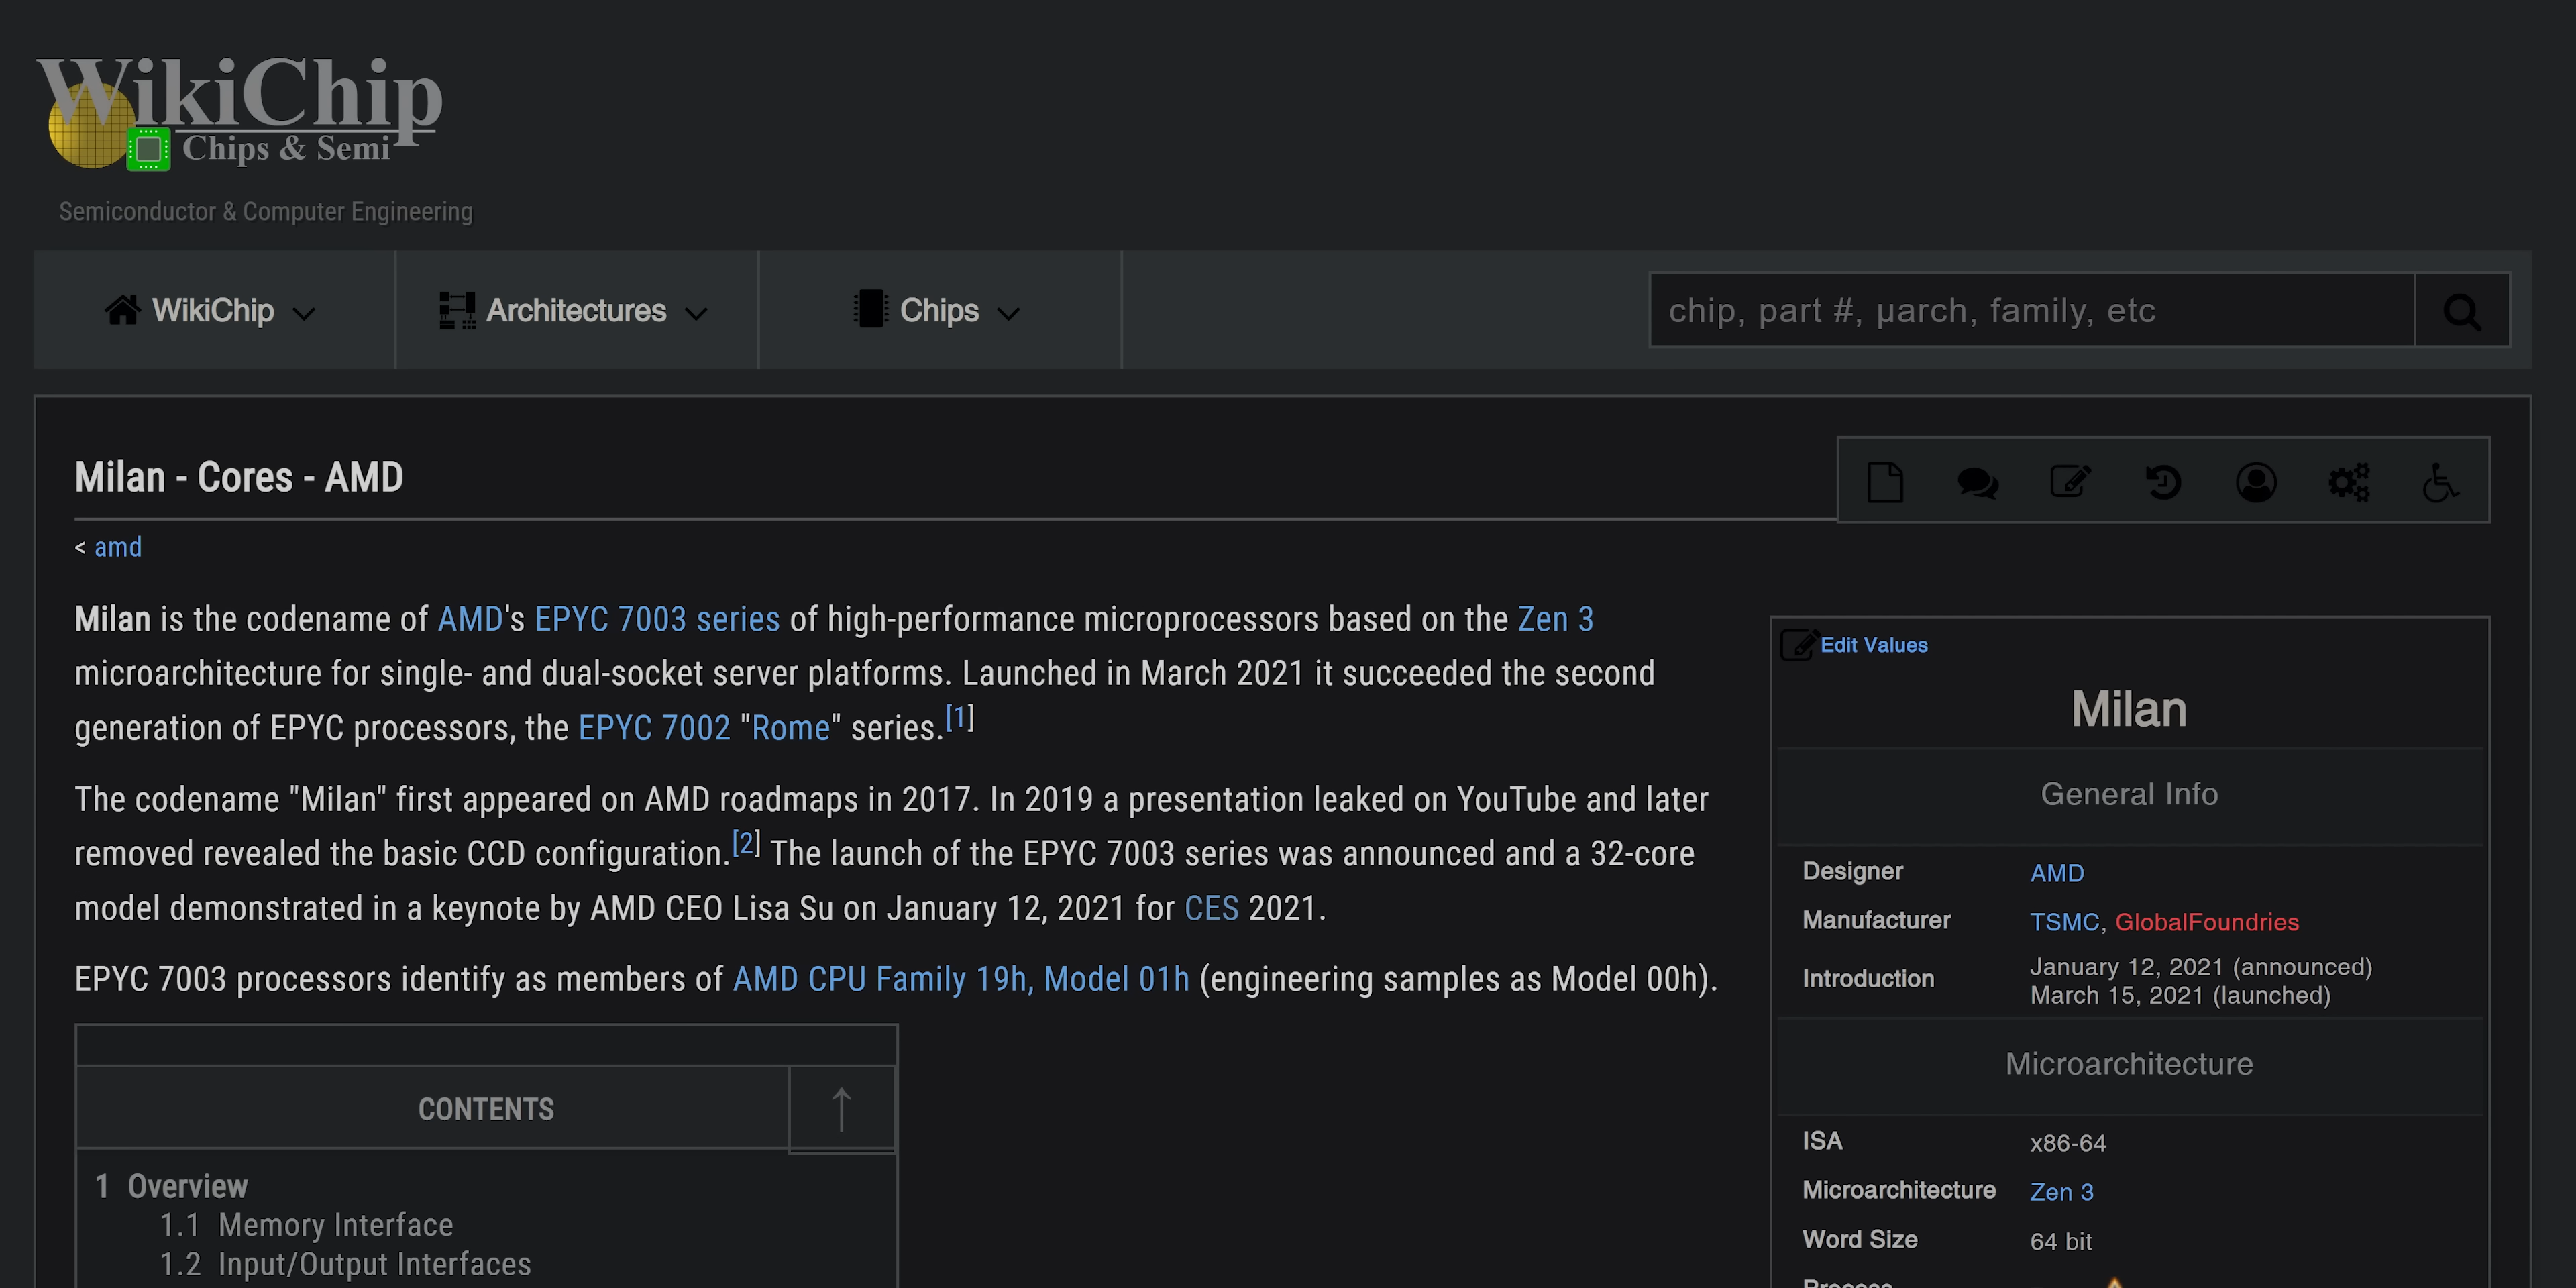 WikiChip
Chips & Semi
Semiconductor & Computer Engineering
WikiChip
Architectures
Chips
chip, part #, μarch, family, etc
Milan - Cores - AMD
< amd
Milan is the codename of AMD's EPYC 7003 series of high-performance microprocessors based on the Zen 3
microarchitecture for single- and dual-socket server platforms. Launched in March 2021 it succeeded the second
generation of EPYC processors, the EPYC 7002 "Rome" series.[1]
The codename "Milan" first appeared on AMD roadmaps in 2017. In 2019 a presentation leaked on YouTube and later
removed revealed the basic CCD configuration.[2] The launch of the EPYC 7003 series was announced and a 32-core
model demonstrated in a keynote by AMD CEO Lisa Su on January 12, 2021 for CES 2021.
EPYC 7003 processors identify as members of AMD CPU Family 19h, Model 01h (engineering samples as Model 00h).
CONTENTS ↑
1 Overview
1.1 Memory Interface
1.2 Input/Output Interfaces
Edit Values
Milan
General Info
Designer AMD
Manufacturer TSMC, GlobalFoundries
Introduction January 12, 2021 (announced)
March 15, 2021 (launched)
Microarchitecture
ISA x86-64
Microarchitecture Zen 3
Word Size 64 bit
Process